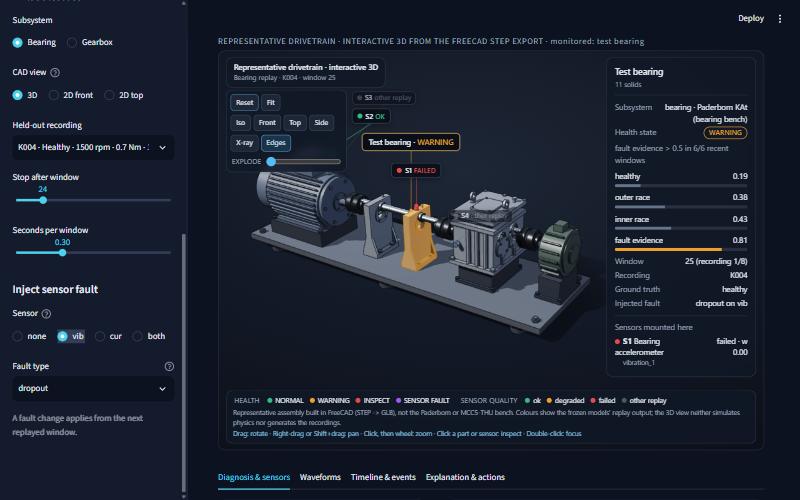 Subsystem
Bearing
Gearbox
CAD view
3D
2D front
2D top
Held-out recording
K004 · Healthy · 1500 rpm · 0.7 Nm ·
Stop after window
24
Seconds per window
0.30
Inject sensor fault
Sensor
none
vib
cur
both
Fault type
dropout
A fault change applies from the next
replayed window.
Deploy
REPRESENTATIVE DRIVETRAIN · INTERACTIVE 3D FROM THE FREECAD STEP EXPORT · monitored: test bearing
Representative drivetrain · interactive 3D
Bearing replay · K004 · window 25
Reset
Fit
Iso
Front
Top
Side
X-ray
Edges
EXPLODE
S3 other replay
S2 OK
Test bearing · WARNING
S1 FAILED
S4 other replay
Test bearing
11 solids
Subsystem
bearing · Paderborn KAt
(bearing bench)
Health state
WARNING
fault evidence > 0.5 in 6/6 recent
windows
healthy 0.19
outer race 0.38
inner race 0.43
fault evidence 0.81
Window 25 (recording 1/8)
Recording K004
Ground truth healthy
Injected fault dropout on vib
Sensors mounted here
S1 Bearing failed · w
accelerometer 0.00
vibration_1
HEALTH NORMAL WARNING INSPECT SENSOR FAULT SENSOR QUALITY ok degraded failed other replay
Representative assembly built in FreeCAD (STEP -> GLB), not the Paderborn or MCC5-THU bench. Colours show the frozen models' replay output; the 3D view neither simulates
physics nor generates the recordings.
Drag: rotate · Right-drag or Shift+drag: pan · Click, then wheel: zoom · Click a part or sensor: inspect · Double-click: focus
Diagnosis & sensors
Waveforms
Timeline & events
Explanation & actions